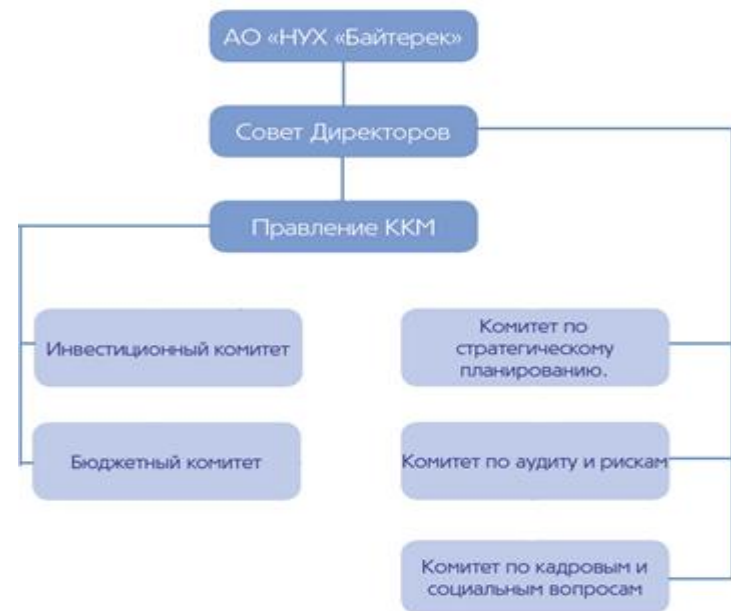 АО «НУХ «Байтерек»
Совет Директоров
Правление ККМ
Инвестиционный комитет
Бюджетный комитет
Комитет по
стратегическому
планированию.
Комитет по аудиту и рискам
Комитет по кадровым и
социальным вопросам